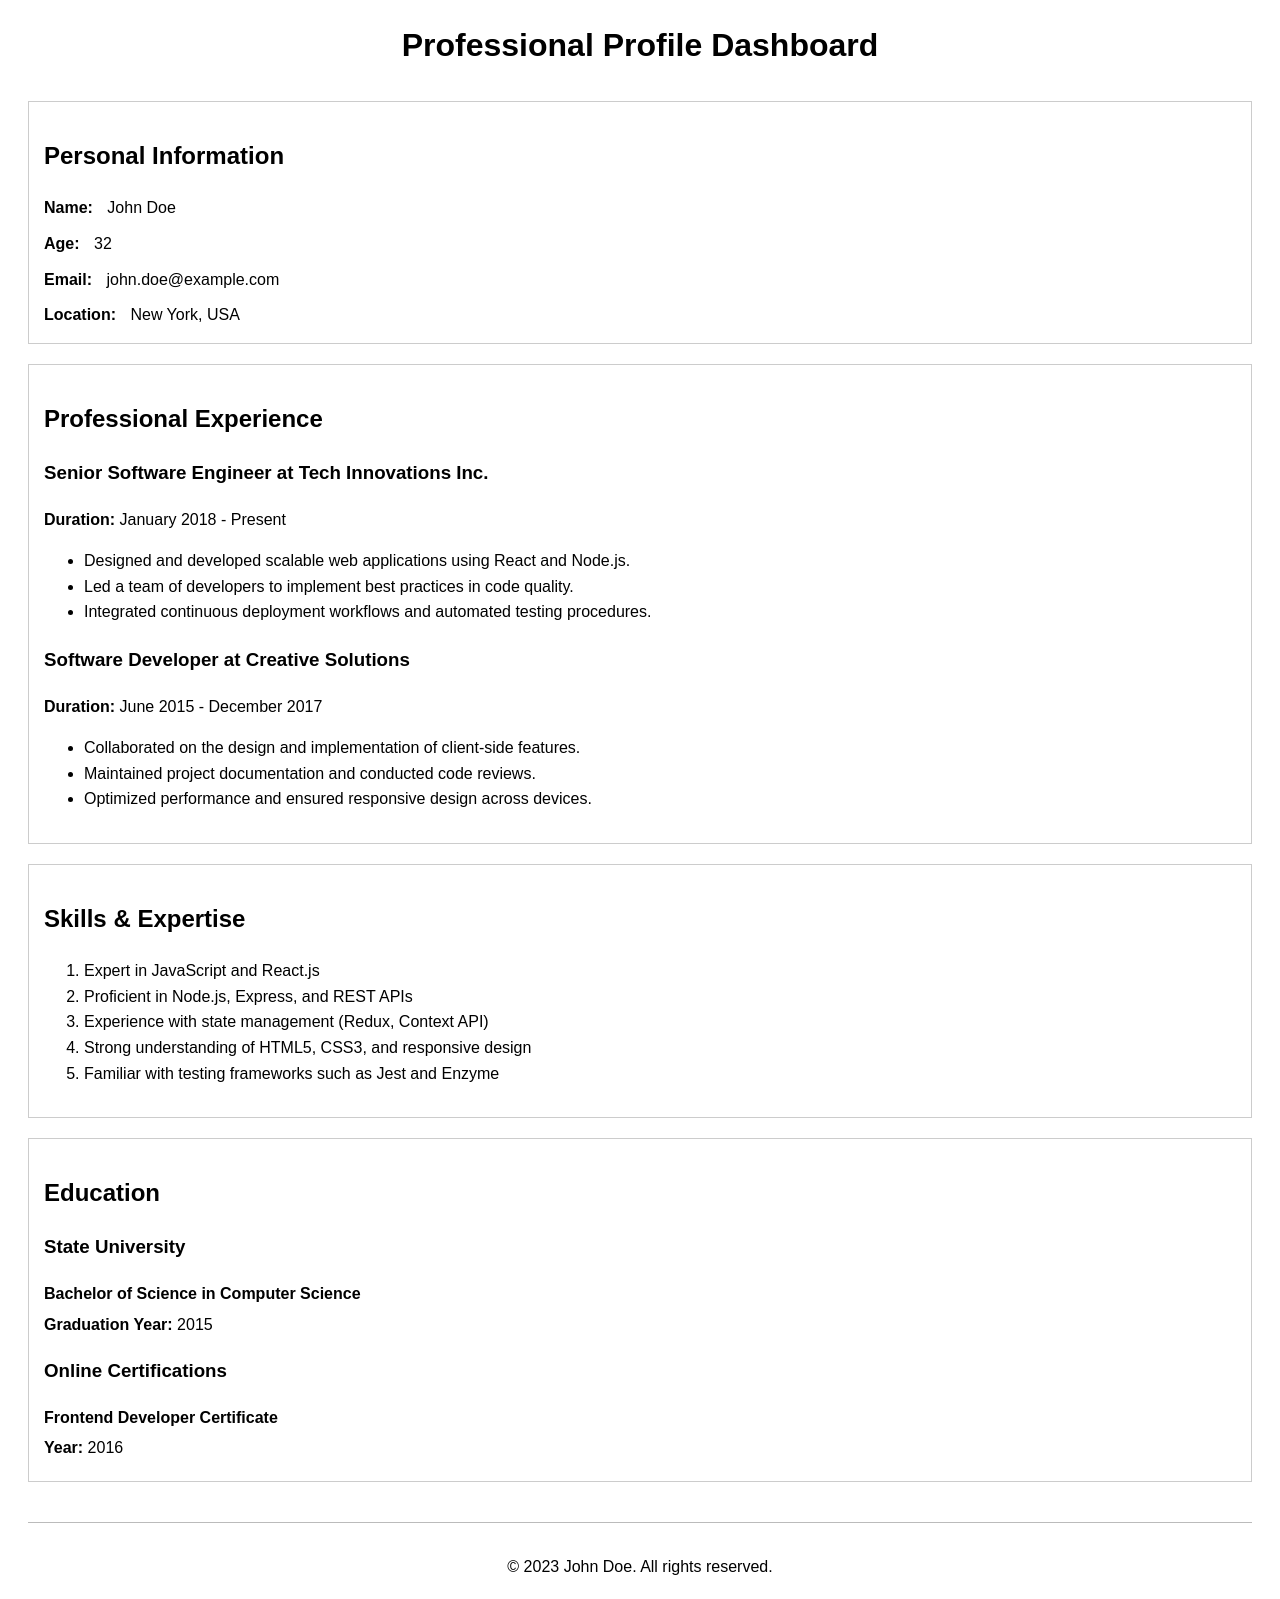 Professional Profile Dashboard
Personal Information
Name: John Doe
Age: 32
Email: john.doe@example.com
Location: New York, USA
Professional Experience
Senior Software Engineer at Tech Innovations Inc.
Duration: January 2018 - Present
• Designed and developed scalable web applications using React and Node.js.
• Led a team of developers to implement best practices in code quality.
• Integrated continuous deployment workflows and automated testing procedures.
Software Developer at Creative Solutions
Duration: June 2015 - December 2017
• Collaborated on the design and implementation of client-side features.
• Maintained project documentation and conducted code reviews.
• Optimized performance and ensured responsive design across devices.
Skills & Expertise
1. Expert in JavaScript and React.js
2. Proficient in Node.js, Express, and REST APIs
3. Experience with state management (Redux, Context API)
4. Strong understanding of HTML5, CSS3, and responsive design
5. Familiar with testing frameworks such as Jest and Enzyme
Education
State University
Bachelor of Science in Computer Science
Graduation Year: 2015
Online Certifications
Frontend Developer Certificate
Year: 2016
© 2023 John Doe. All rights reserved.